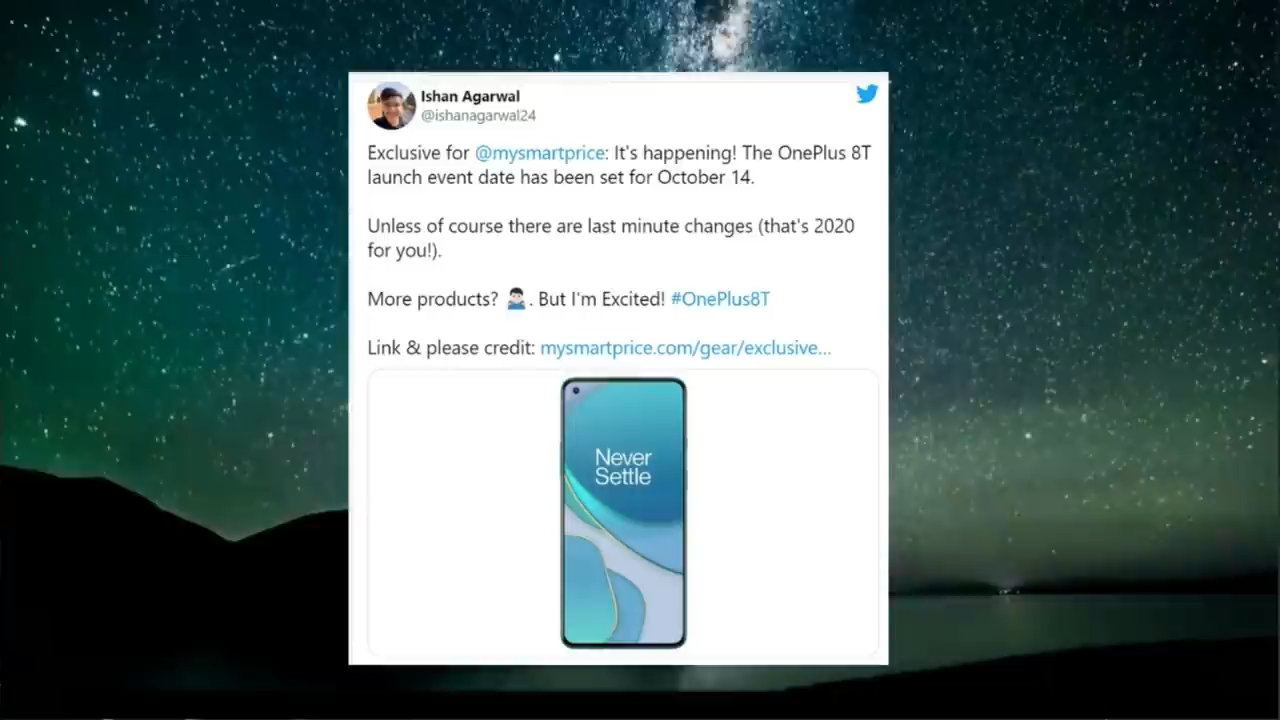 Ishan Agarwal
@ishanagarwal24
Exclusive for @mysmartprice: It's happening! The OnePlus 8T
launch event date has been set for October 14.
Unless of course there are last minute changes (that's 2020
for you!).
More products? 🤷🏻‍♂️. But I'm Excited! #OnePlus8T
Link & please credit: mysmartprice.com/gear/exclusive...
Never
Settle